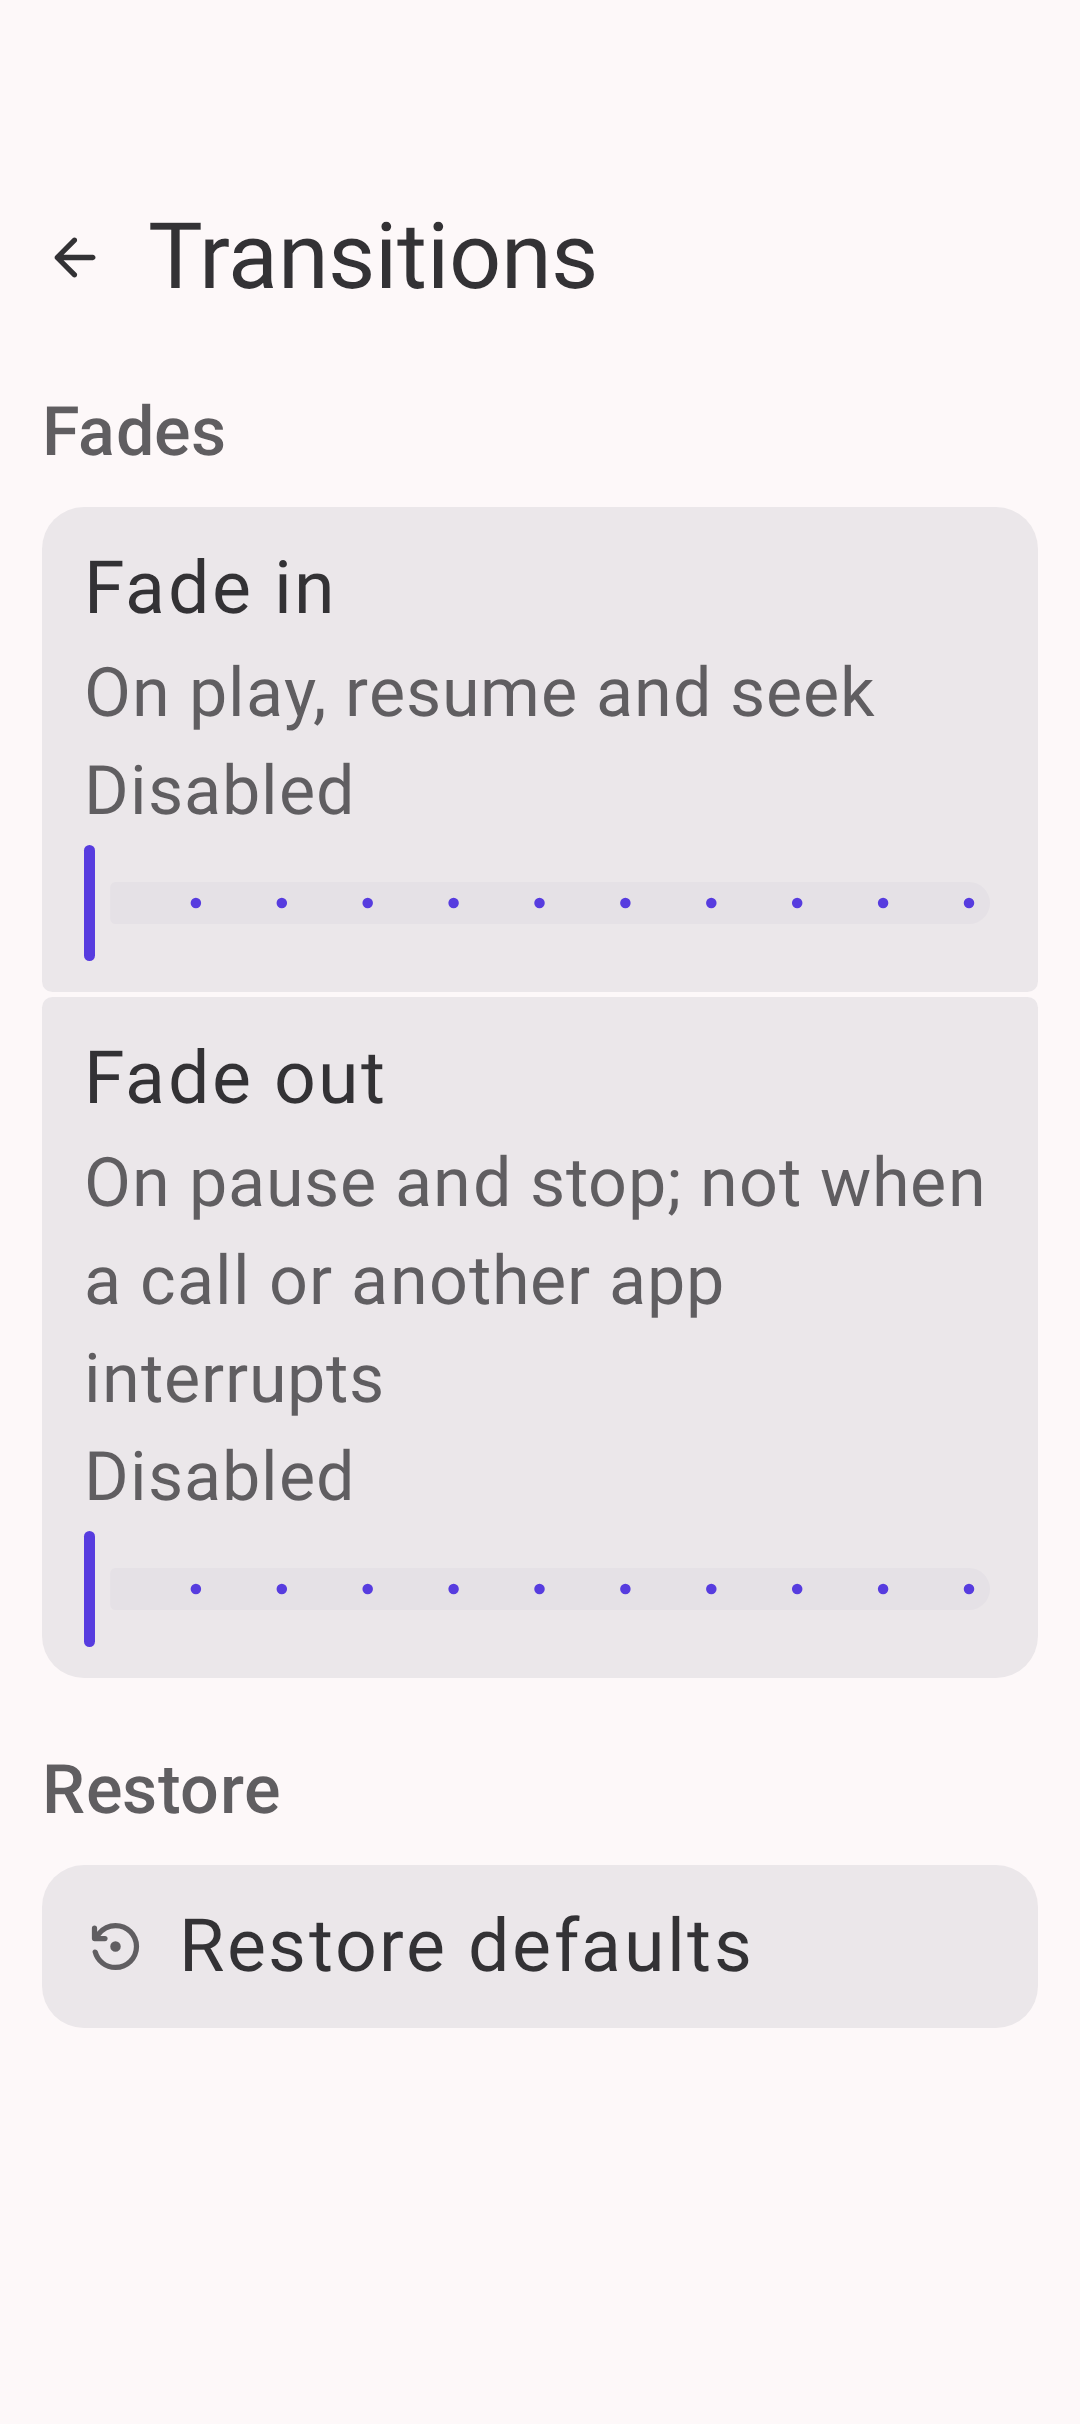 Transitions
Fades
Fade in
On play, resume and seek
Disabled
Fade out
On pause and stop; not when
a call or another app
interrupts
Disabled
Restore
Restore defaults